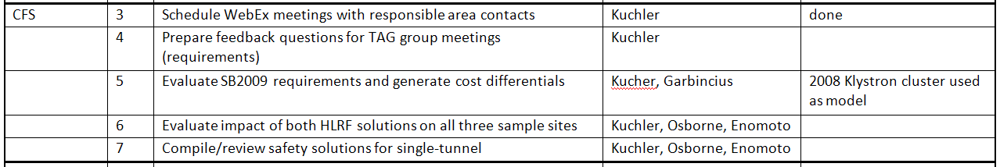 CFS 3 Schedule WebEx meetings with responsible area contacts Kuchler done
4 Prepare feedback questions for TAG group meetings Kuchler
(requirements)
5 Evaluate SB2009 requirements and generate cost differentials Kucher, Garbincius 2008 Klystron cluster used
as model
6 Evaluate impact of both HLRF solutions on all three sample sites Kuchler, Osborne, Enomoto
7 Compile/review safety solutions for single-tunnel Kuchler, Osborne, Enomoto